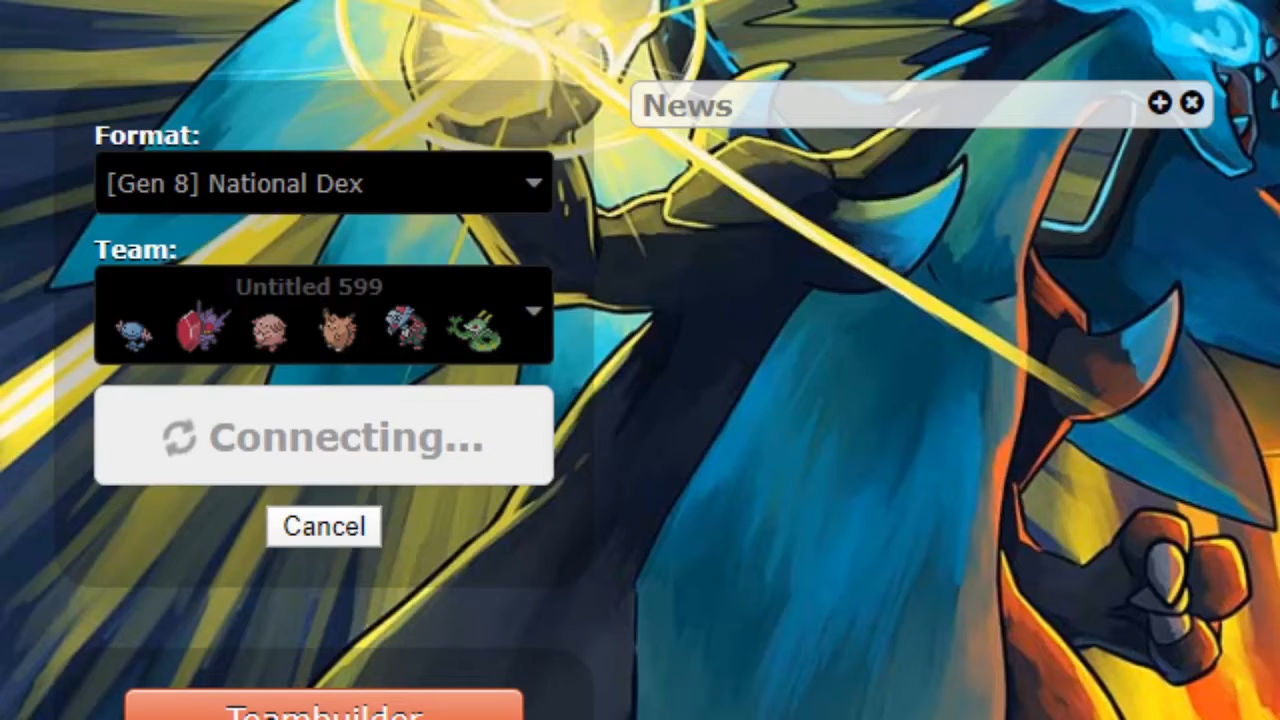 News
Format:
[Gen 8] National Dex
Team:
Untitled 599
Connecting...
Cancel
Teambuilder